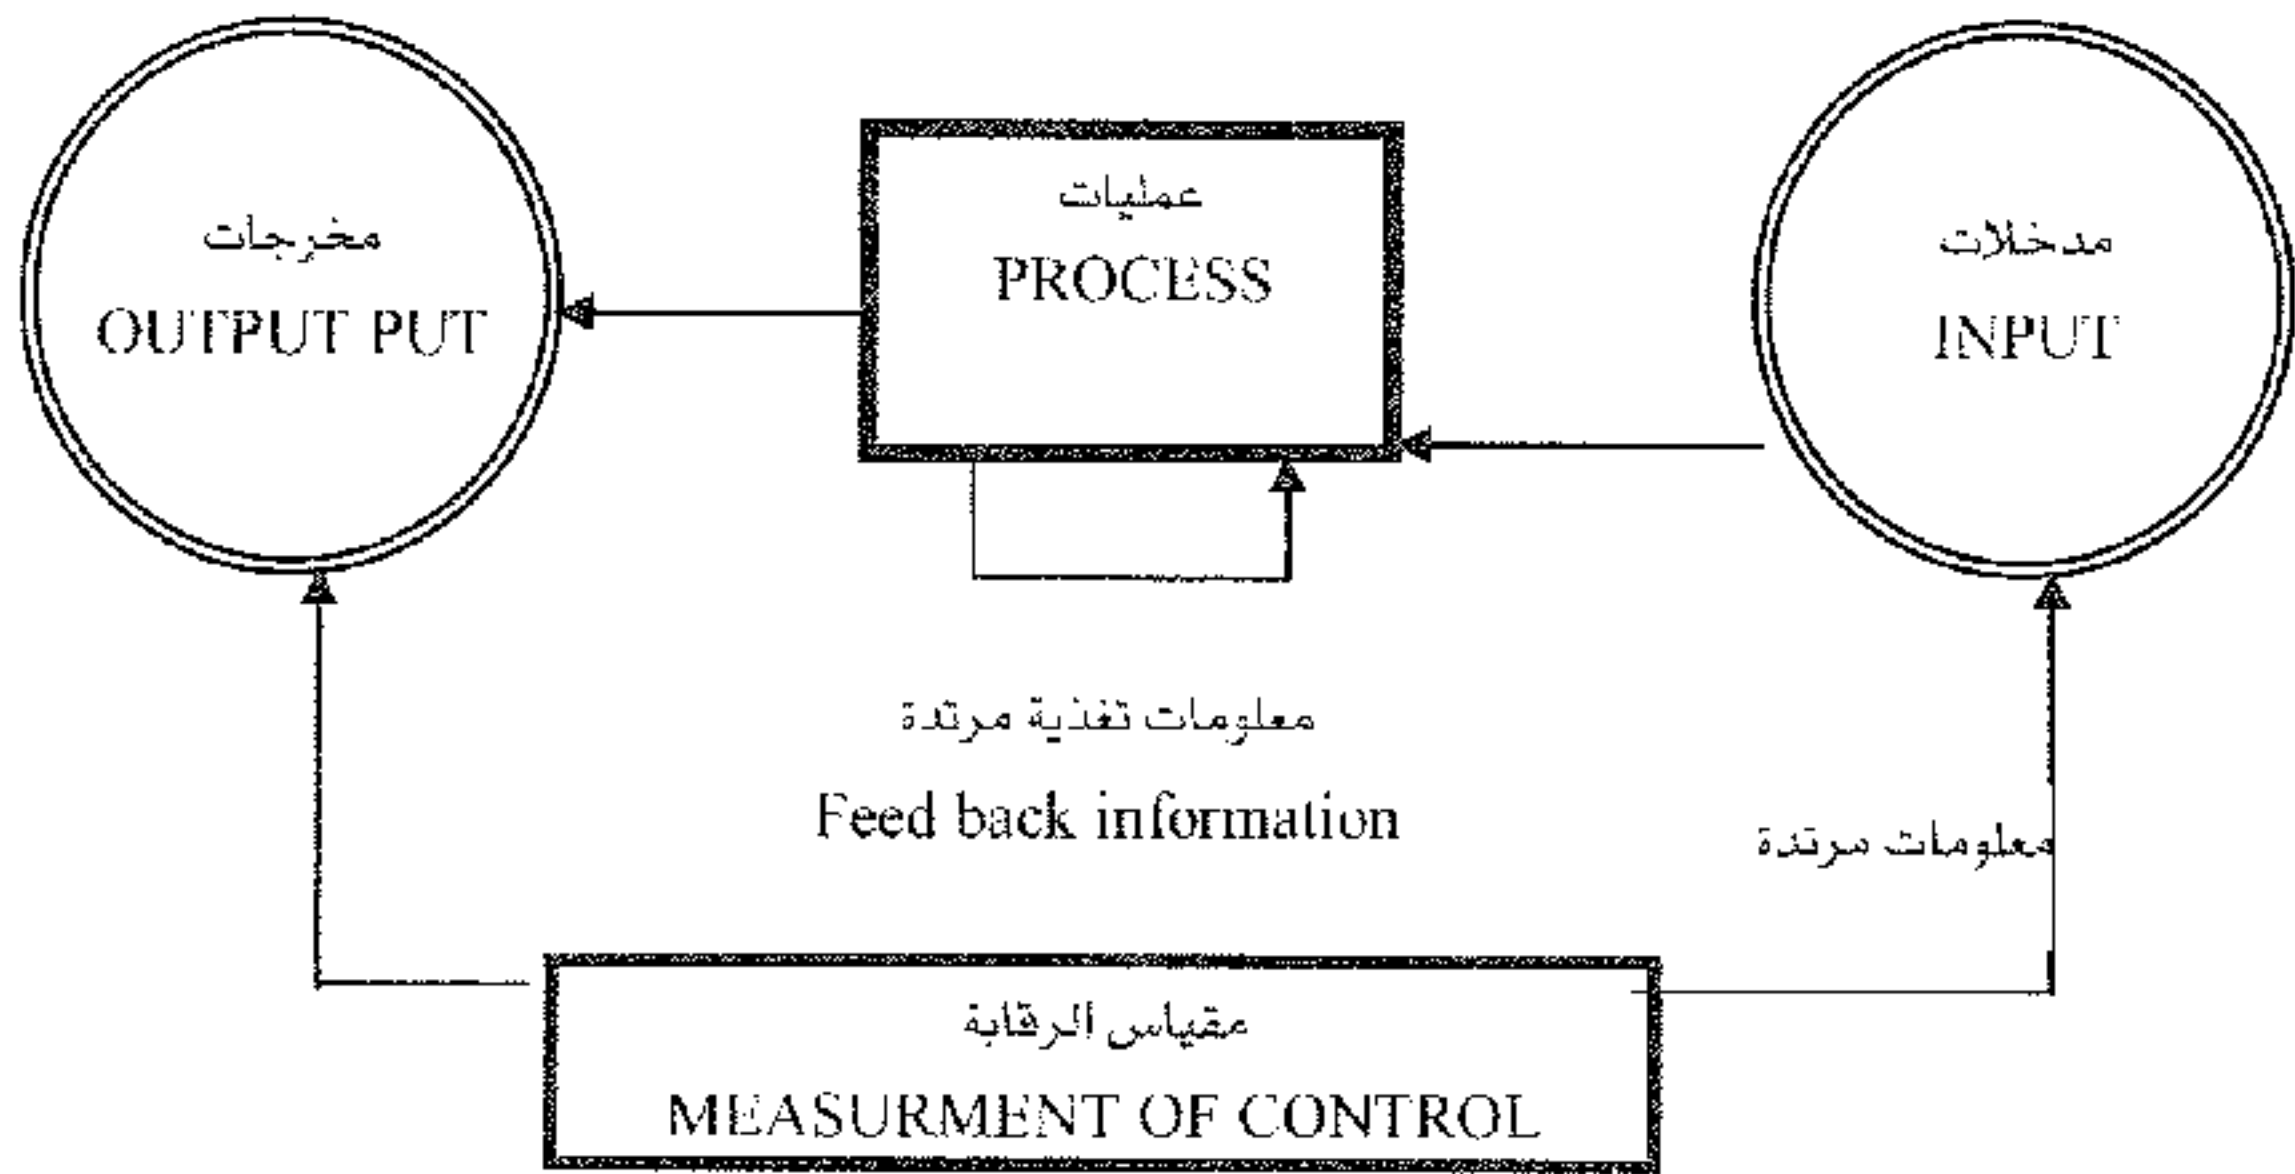 مدخلات
INPUT
عمليات
PROCESS
مخرجات
OUTPUT PUT
معلومات تغذية مرتدة
Feed back information
معلومات مرتدة
مقياس الرقابة
MEASURMENT OF CONTROL